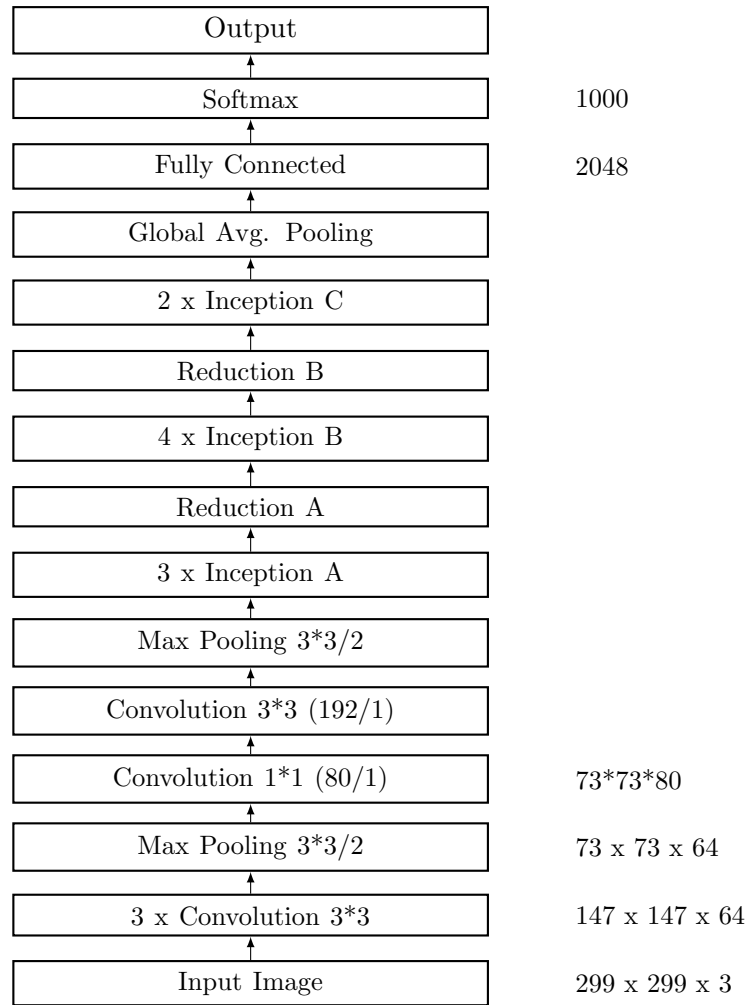 Output
Softmax 1000
Fully Connected 2048
Global Avg. Pooling
2 x Inception C
Reduction B
4 x Inception B
Reduction A
3 x Inception A
Max Pooling 3*3/2
Convolution 3*3 (192/1)
Convolution 1*1 (80/1) 73*73*80
Max Pooling 3*3/2 73 x 73 x 64
3 x Convolution 3*3 147 x 147 x 64
Input Image 299 x 299 x 3